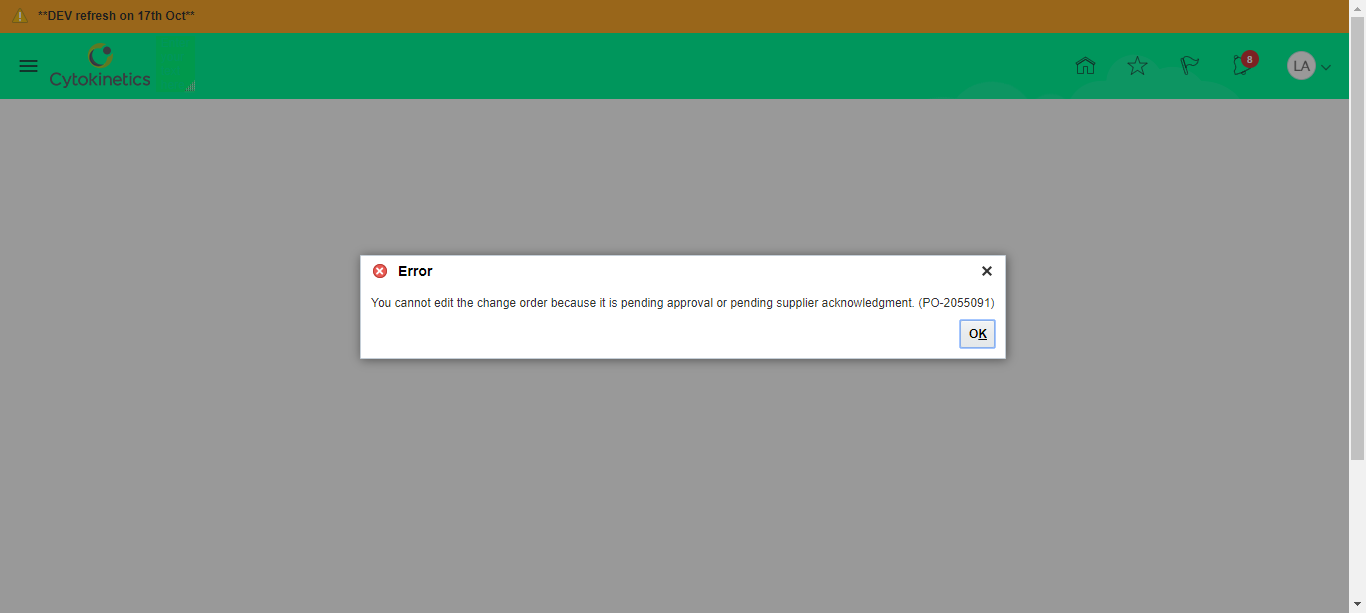 **DEV refresh on 17th Oct**
Cytokinetics
8
LA
Error
You cannot edit the change order because it is pending approval or pending supplier acknowledgment. (PO-2055091)
OK